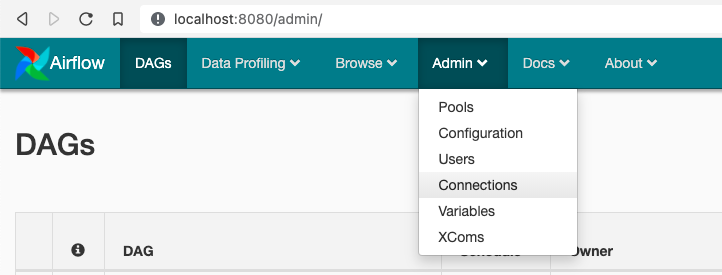 localhost:8080/admin/
Airflow DAGs Data Profiling Browse Admin Docs About
Pools
DAGs
Configuration
Users
Connections
Variables
XComs
DAG Owner